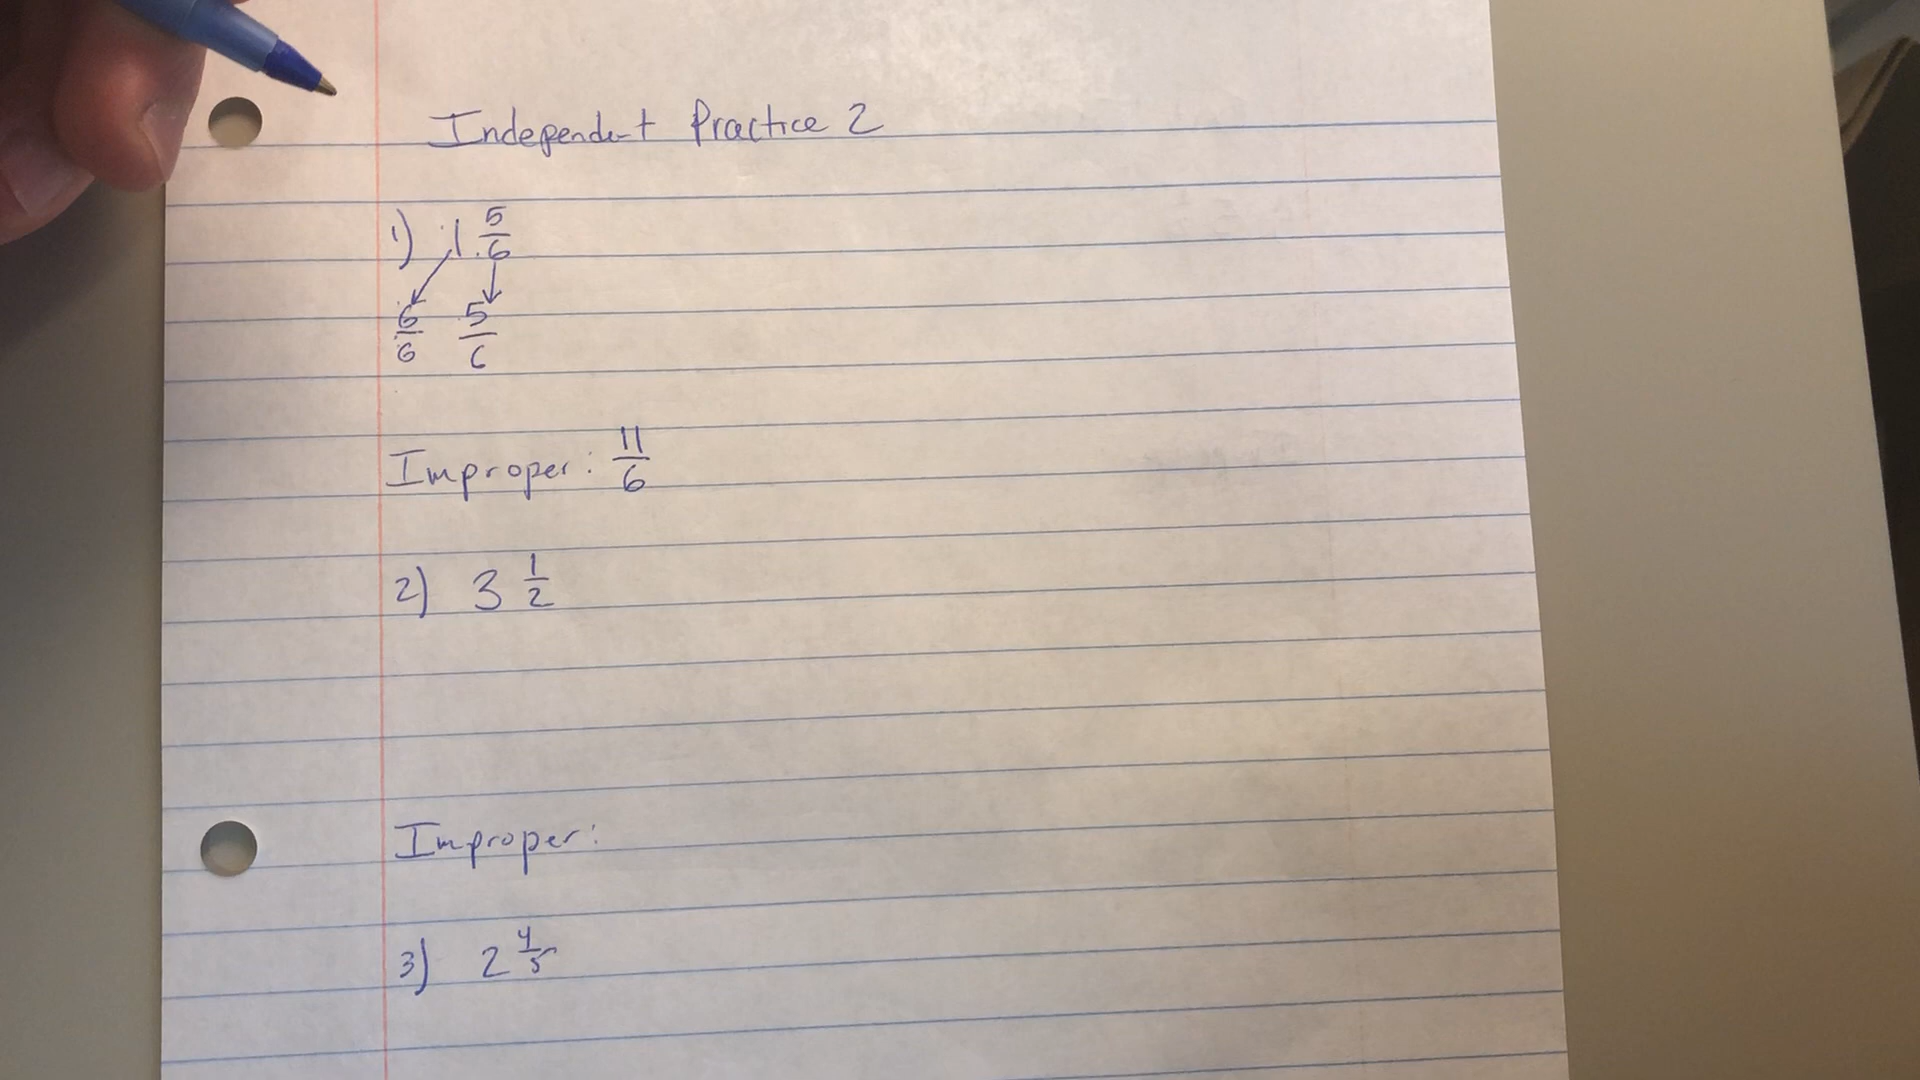 Independent Practice 2
1) 1 5/6
6/6 5/6
Improper: 11/6
2) 3 1/2
Improper:
3) 2 4/5